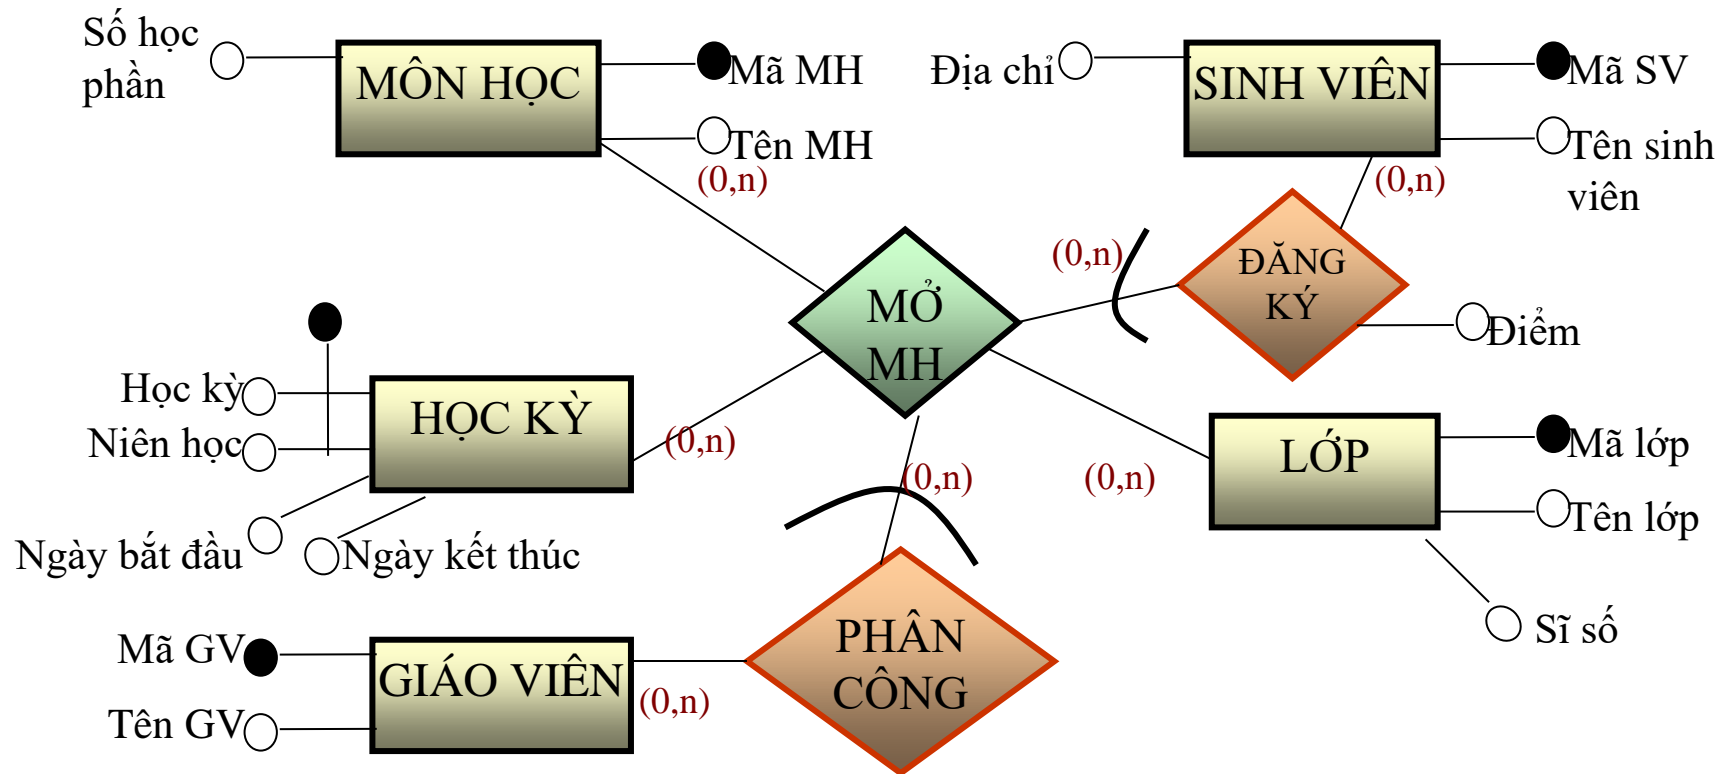 Số học
phần
MÔN HỌC
Mã MH
Tên MH
(0,n)
Địa chỉ
SINH VIÊN
Mã SV
Tên sinh
viên
(0,n)
(0,n)
ĐĂNG
KÝ
Điểm
MỞ
MH
Học kỳ
Niên học
HỌC KỲ
(0,n)
Ngày bắt đầu
Ngày kết thúc
(0,n)
(0,n)
LỚP
Mã lớp
Tên lớp
Sĩ số
Mã GV
Tên GV
GIÁO VIÊN
(0,n)
PHÂN
CÔNG